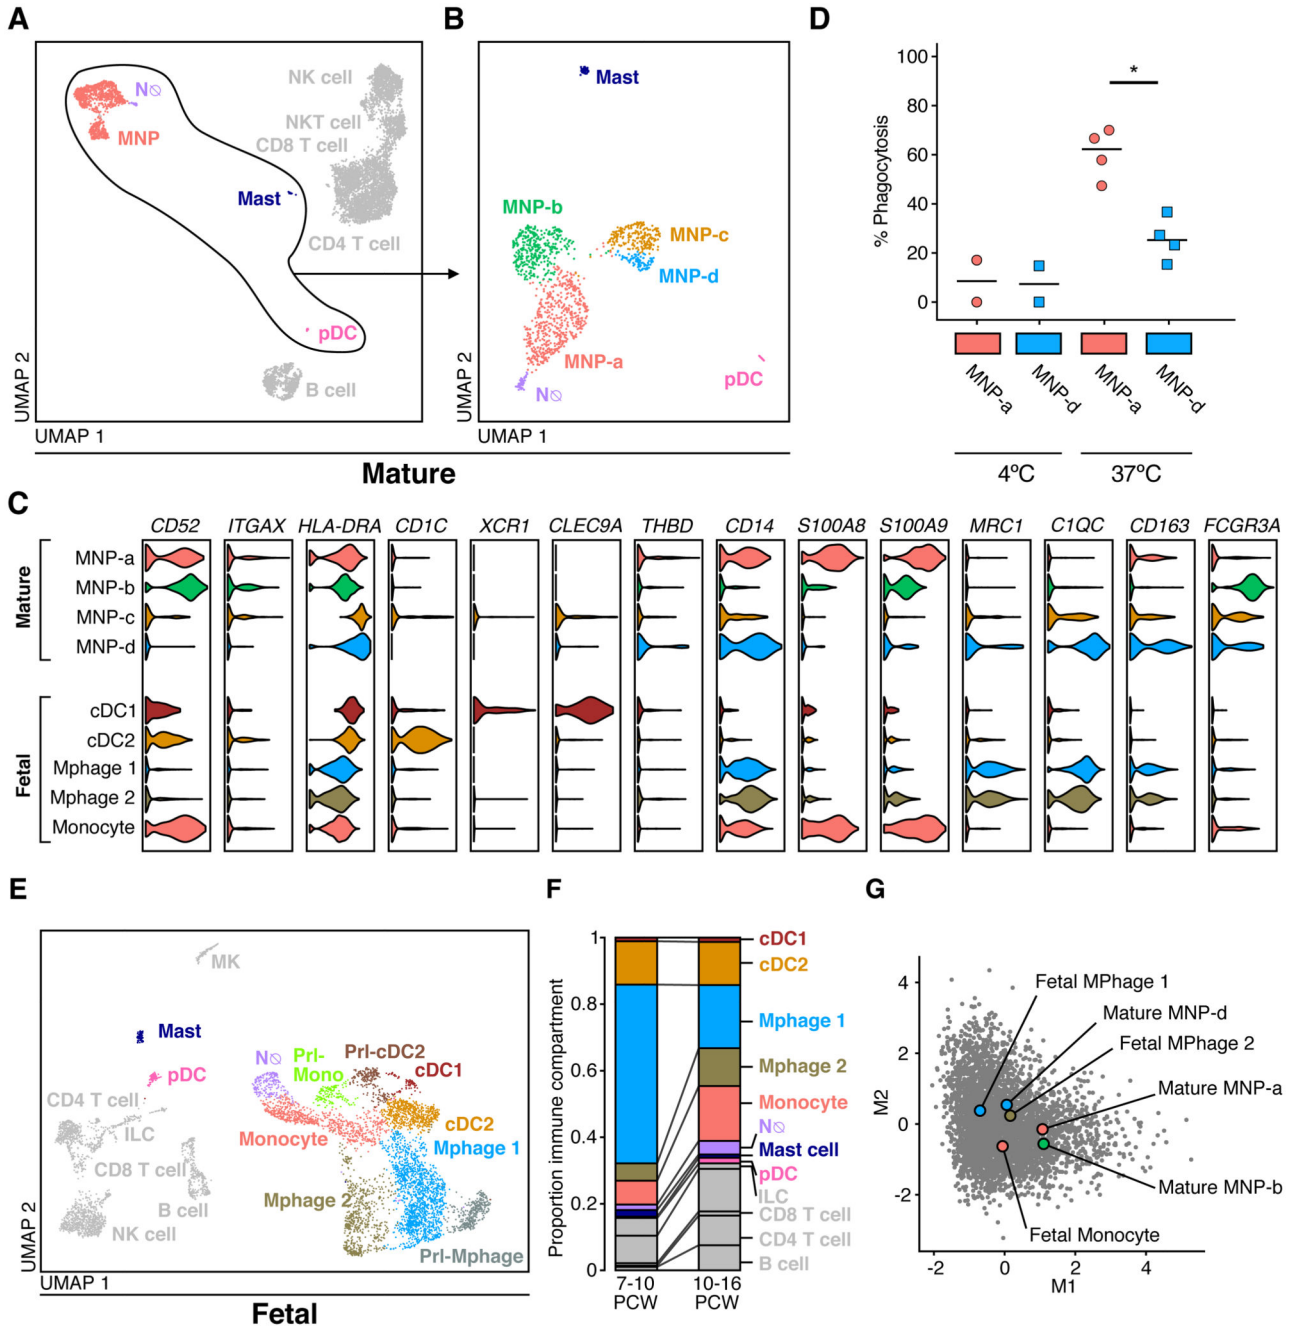 A
NK cell
N∅
NKT cell
MNP
CD8 T cell
Mast
CD4 T cell
pDC
B cell
UMAP 2
UMAP 1
B
Mast
MNP-b
MNP-c
MNP-d
MNP-a
pDC
N∅
UMAP 2
UMAP 1
Mature
D
100
80
60
40
20
0
% Phagocytosis
*
MNP-a
MNP-d
MNP-a
MNP-d
4ºC
37ºC
C
CD52 ITGAX HLA-DRA CD1C XCR1 CLEC9A THBD CD14 S100A8 S100A9 MRC1 C1QC CD163 FCGR3A
Mature
MNP-a
MNP-b
MNP-c
MNP-d
Fetal
cDC1
cDC2
Mphage 1
Mphage 2
Monocyte
E
MK
Mast
pDC
N∅
Prl-
Mono
Prl-cDC2
cDC1
CD4 T cell
ILC
cDC2
Monocyte
Mphage 1
CD8 T cell
Mphage 2
B cell
NK cell
Prl-Mphage
UMAP 2
UMAP 1
Fetal
F
Proportion immune compartment
1
0.8
0.6
0.4
0.2
0
cDC1
cDC2
Mphage 1
Mphage 2
Monocyte
N∅
Mast cell
pDC
ILC
CD8 T cell
CD4 T cell
B cell
7-10
PCW
10-16
PCW
G
Fetal MPhage 1
Mature MNP-d
Fetal MPhage 2
Mature MNP-a
Mature MNP-b
Fetal Monocyte
M2
4
2
0
-2
-2 0 2 4
M1